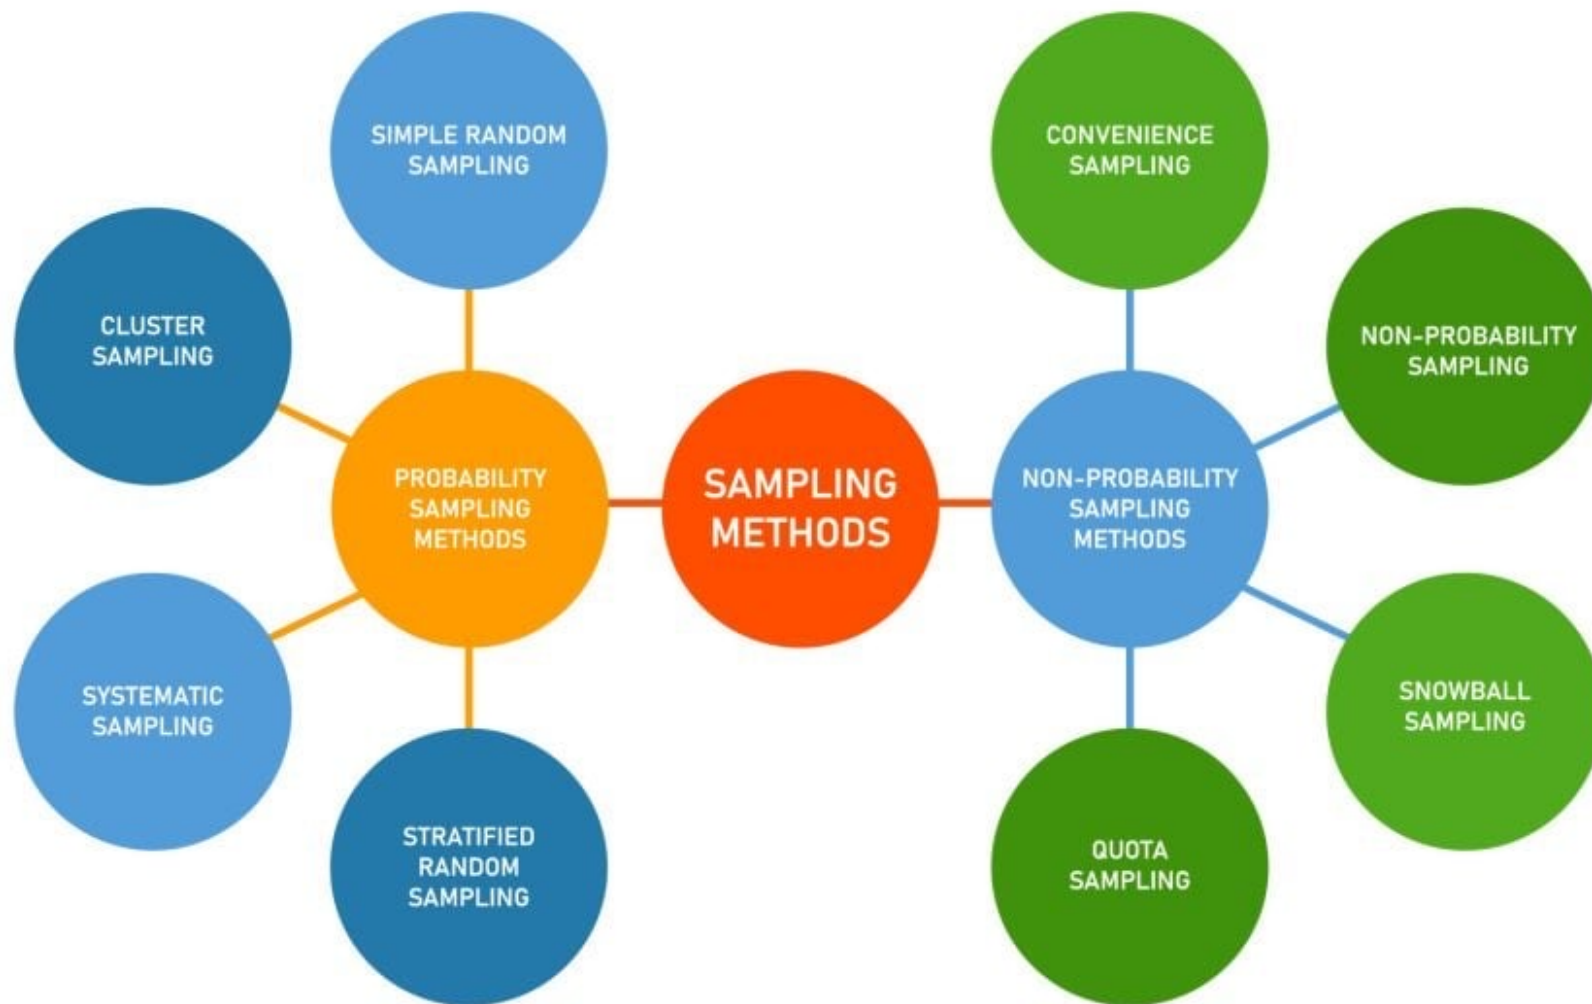 SIMPLE RANDOM
SAMPLING
CONVENIENCE
SAMPLING
CLUSTER
SAMPLING
NON-PROBABILITY
SAMPLING
PROBABILITY
SAMPLING
METHODS
SAMPLING
METHODS
NON-PROBABILITY
SAMPLING
METHODS
SYSTEMATIC
SAMPLING
SNOWBALL
SAMPLING
STRATIFIED
RANDOM
SAMPLING
QUOTA
SAMPLING